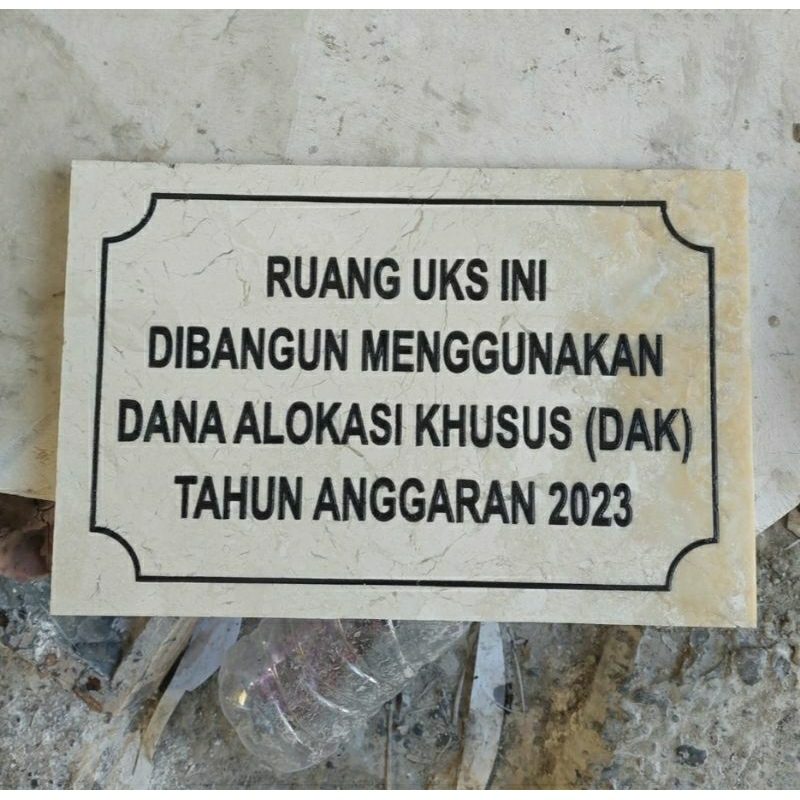 RUANG UKS INI
DIBANGUN MENGGUNAKAN
DANA ALOKASI KHUSUS (DAK)
TAHUN ANGGARAN 2023